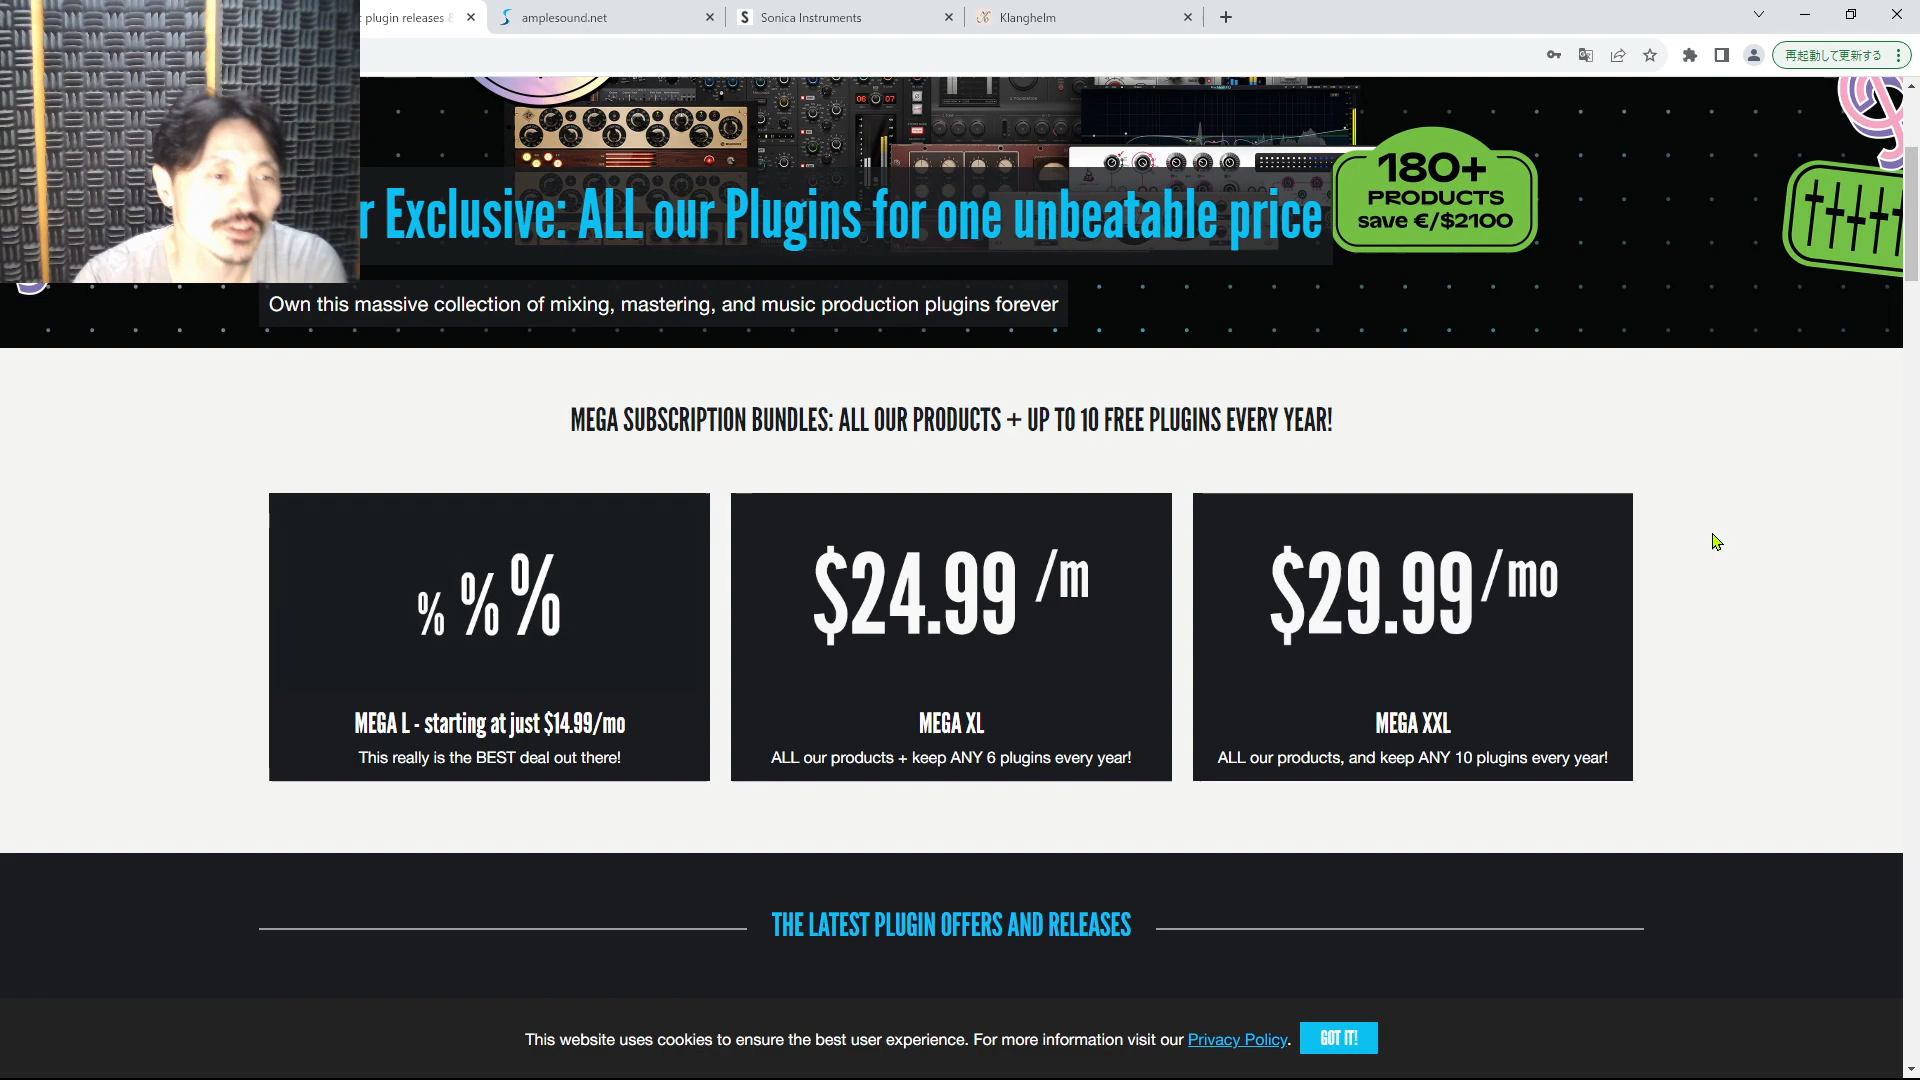 plugin releases &
amplesound.net
Sonica Instruments
Klanghelm
再起動して更新する
180+
PRODUCTS
save €/$2100
r Exclusive: ALL our Plugins for one unbeatable price
Own this massive collection of mixing, mastering, and music production plugins forever
MEGA SUBSCRIPTION BUNDLES: ALL OUR PRODUCTS + UP TO 10 FREE PLUGINS EVERY YEAR!
% % %
$24.99 /m
$29.99/mo
MEGA L - starting at just $14.99/mo
MEGA XL
MEGA XXL
This really is the BEST deal out there!
ALL our products + keep ANY 6 plugins every year!
ALL our products, and keep ANY 10 plugins every year!
THE LATEST PLUGIN OFFERS AND RELEASES
This website uses cookies to ensure the best user experience. For more information visit our Privacy Policy.
GOT IT!